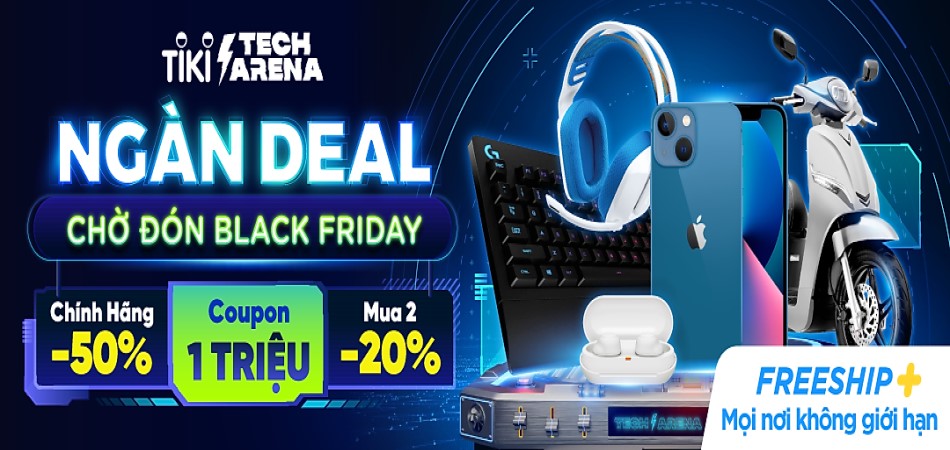 TIKI TECH
ARENA
NGÀN DEAL
CHỜ ĐÓN BLACK FRIDAY
Chính Hãng
-50%
Coupon
1 TRIỆU
Mua 2
-20%
G
TECH ARENA
FREESHIP+
Mọi nơi không giới hạn